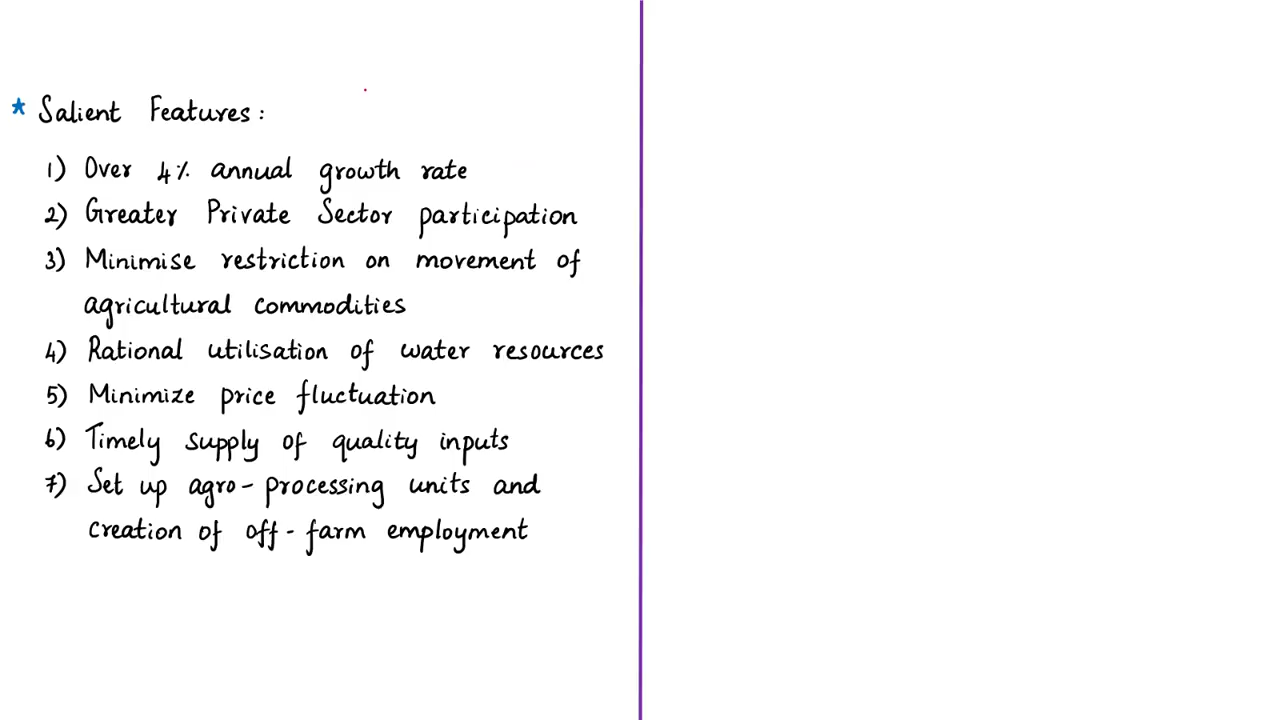 * Salient Features :
1) Over 4% annual growth rate
2) Greater Private Sector participation
3) Minimise restriction on movement of
agricultural commodities
4) Rational utilisation of water resources
5) Minimize price fluctuation
6) Timely supply of quality inputs
7) Set up agro-processing units and
creation of off-farm employment